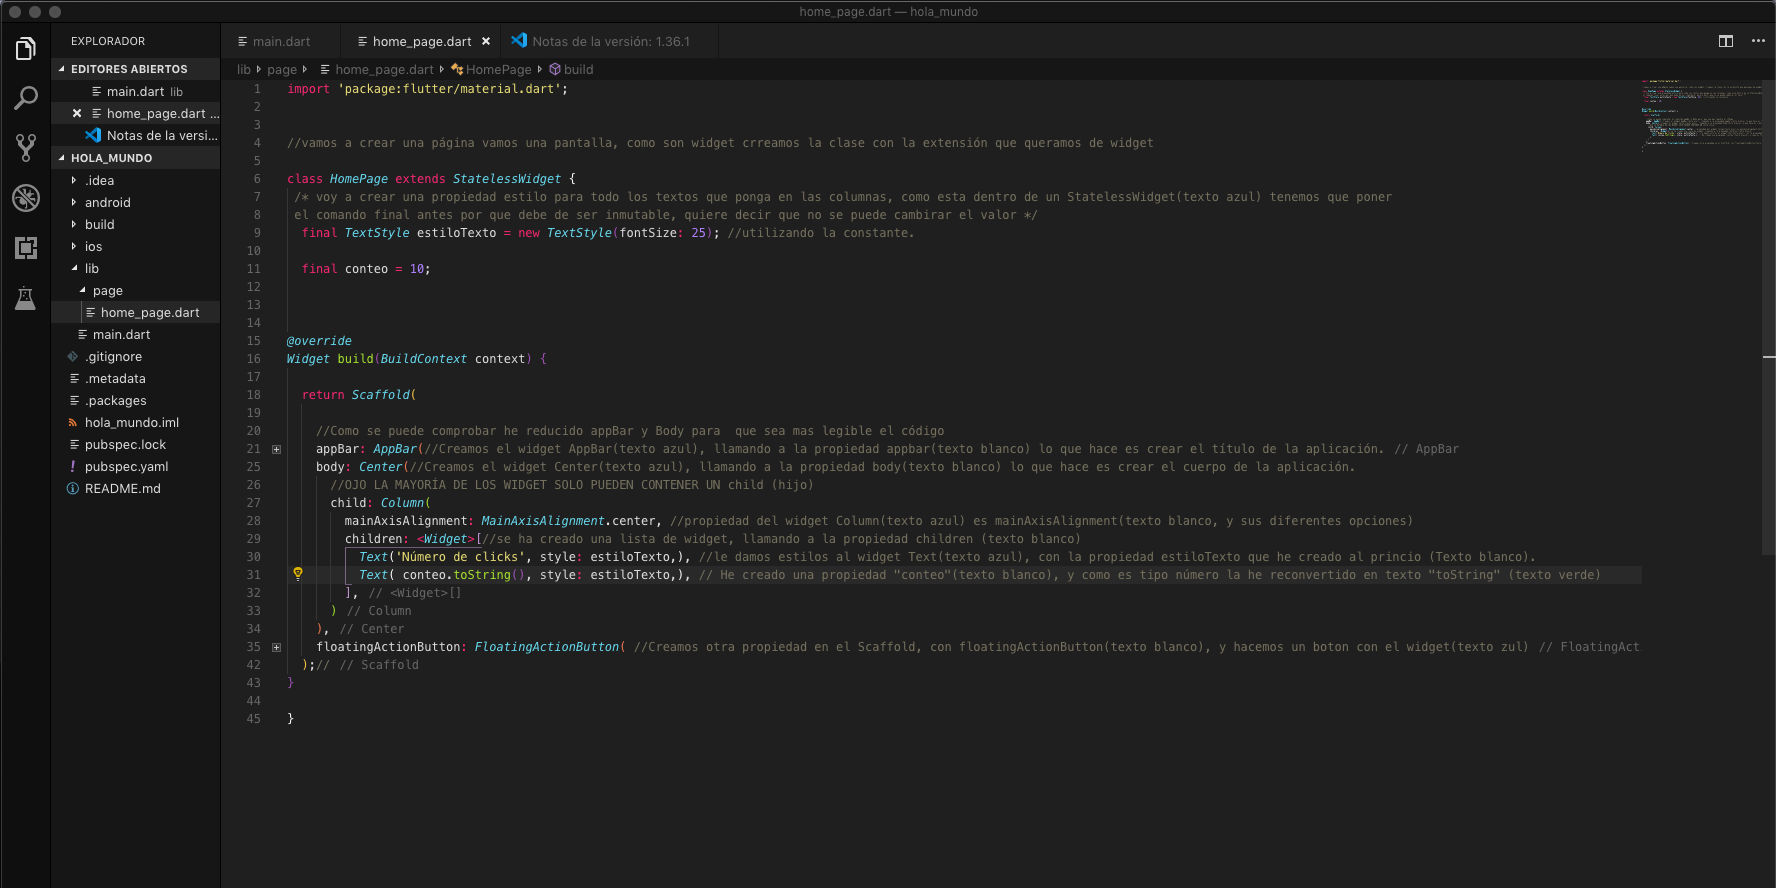 home_page.dart — hola_mundo
EXPLORADOR
EDITORES ABIERTOS
main.dart lib
home_page.dart ...
Notas de la versi...
HOLA_MUNDO
.idea
android
build
ios
lib
page
home_page.dart
main.dart
.gitignore
.metadata
.packages
hola_mundo.iml
pubspec.lock
pubspec.yaml
README.md
main.dart
home_page.dart
Notas de la versión: 1.36.1
lib page home_page.dart HomePage build
1 import 'package:flutter/material.dart';
2
3
4 //vamos a crear una página vamos una pantalla, como son widget crreamos la clase con la extensión que queramos de widget
5
6 class HomePage extends StatelessWidget {
7 /* voy a crear una propiedad estilo para todo los textos que ponga en las columnas, como esta dentro de un StatelessWidget(texto azul) tenemos que poner
8 el comando final antes por que debe de ser inmutable, quiere decir que no se puede cambirar el valor */
9 final TextStyle estiloTexto = new TextStyle(fontSize: 25); //utilizando la constante.
10
11 final conteo = 10;
12
13
14
15 @override
16 Widget build(BuildContext context) {
17
18 return Scaffold(
19
20 //Como se puede comprobar he reducido appBar y Body para  que sea mas legible el código
21 appBar: AppBar(//Creamos el widget AppBar(texto azul), llamando a la propiedad appbar(texto blanco) lo que hace es crear el título de la aplicación. // AppBar
25 body: Center(//Creamos el widget Center(texto azul), llamando a la propiedad body(texto blanco) lo que hace es crear el cuerpo de la aplicación.
26 //OJO LA MAYORÍA DE LOS WIDGET SOLO PUEDEN CONTENER UN child (hijo)
27 child: Column(
28 mainAxisAlignment: MainAxisAlignment.center, //propiedad del widget Column(texto azul) es mainAxisAlignment(texto blanco, y sus diferentes opciones)
29 children: <Widget>[//se ha creado una lista de widget, llamando a la propiedad children (texto blanco)
30 Text('Número de clicks', style: estiloTexto,), //le damos estilos al widget Text(texto azul), con la propiedad estiloTexto que he creado al princio (Texto blanco).
31 Text( conteo.toString(), style: estiloTexto,), // He creado una propiedad "conteo"(texto blanco), y como es tipo número la he reconvertido en texto "toString" (texto verde)
32 ], // <Widget>[]
33 ) // Column
34 ), // Center
35 floatingActionButton: FloatingActionButton( //Creamos otra propiedad en el Scaffold, con floatingActionButton(texto blanco), y hacemos un boton con el widget(texto zul) // FloatingAct
42 );// // Scaffold
43 }
44
45 }